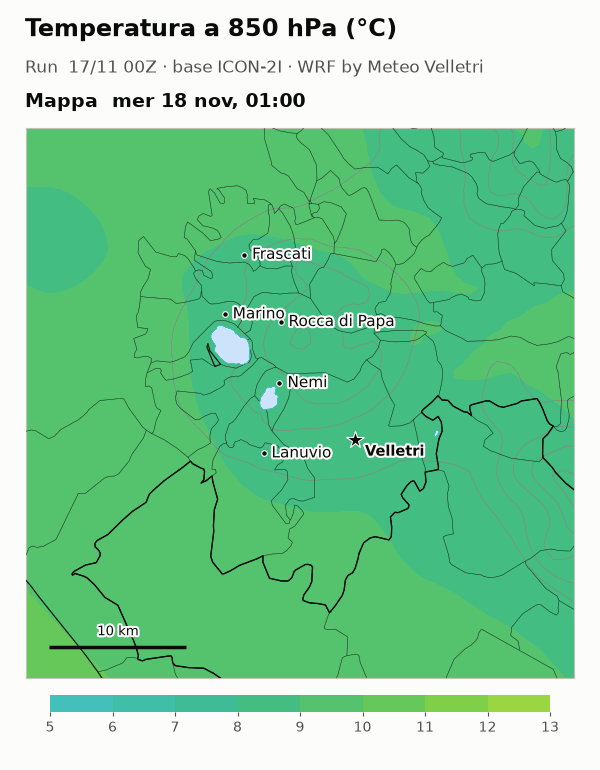 Temperatura a 850 hPa (°C)
Run  17/11 00Z · base ICON-2I · WRF by Meteo Velletri
Mappa  mer 18 nov, 01:00
Frascati
Marino
Rocca di Papa
Nemi
Velletri
Lanuvio
10 km
5 6 7 8 9 10 11 12 13